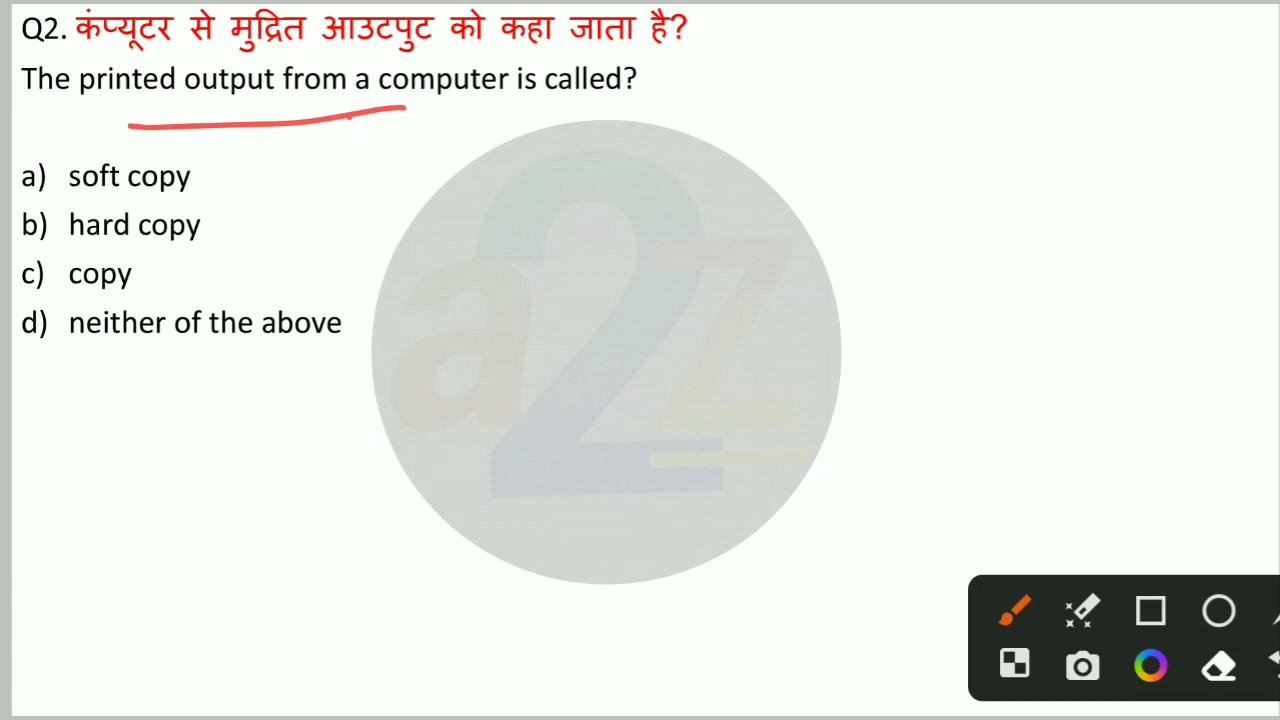 Q2. कंप्यूटर से मुद्रित आउटपुट को कहा जाता है?
The printed output from a computer is called?
a) soft copy
b) hard copy
c) copy
d) neither of the above
a2z